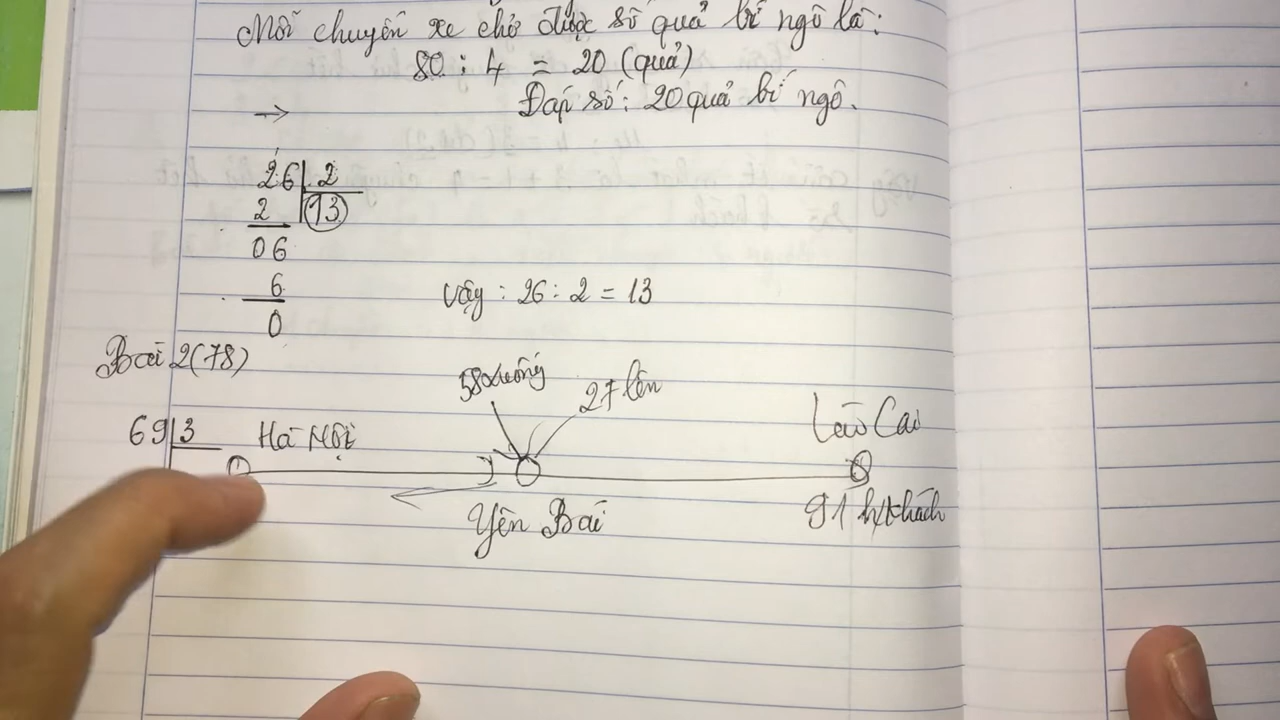 Mỗi chuyến xe chở được số quả bí ngô là:
80 : 4 = 20 (quả)
Đáp số: 20 quả bí ngô.
→
26 2
2 13
06
6
0
Vậy : 26 : 2 = 13
Bài 2 (78)
58 xuống
27 lên
69 3
Hà Nội
Lào Cai
Yên Bái
91 h/khách